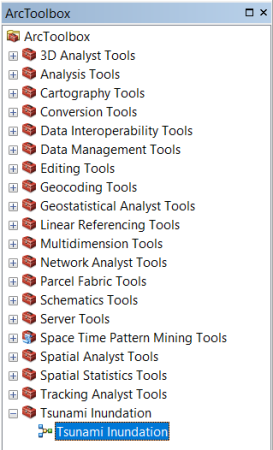 ArcToolbox
ArcToolbox
3D Analyst Tools
Analysis Tools
Cartography Tools
Conversion Tools
Data Interoperability Tools
Data Management Tools
Editing Tools
Geocoding Tools
Geostatistical Analyst Tools
Linear Referencing Tools
Multidimension Tools
Network Analyst Tools
Parcel Fabric Tools
Schematics Tools
Server Tools
Space Time Pattern Mining Tools
Spatial Analyst Tools
Spatial Statistics Tools
Tracking Analyst Tools
Tsunami Inundation
Tsunami Inundation